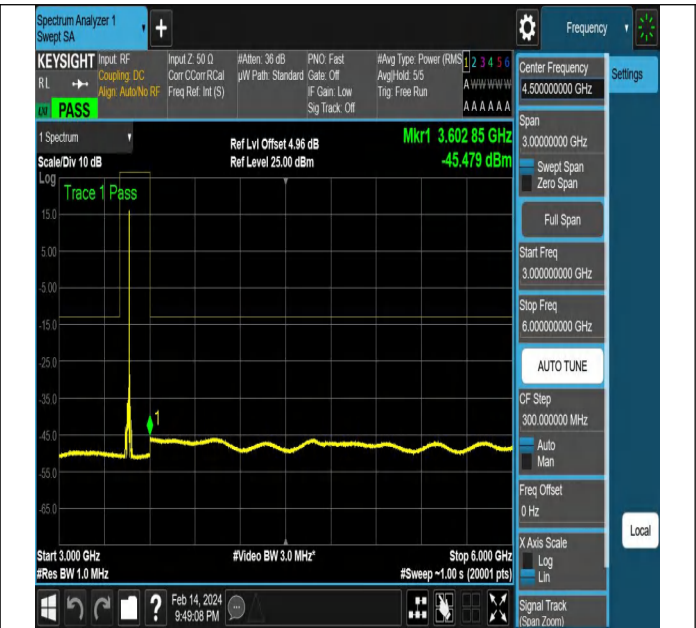 Spectrum Analyzer 1
Swept SA
Frequency
KEYSIGHT
RL
PASS
Input: RF
Coupling: DC
Align: Auto/No RF
Input Z: 50 Ω
Corr CCorr RCal
Freq Ref: Int (S)
#Atten: 36 dB
µW Path: Standard
PNO: Fast
Gate: Off
IF Gain: Low
Sig Track: Off
#Avg Type: Power (RMS
Avg|Hold: 5/5
Trig: Free Run
1 2 3 4 5 6
A W W W W W
A A A A A A
1 Spectrum
Scale/Div 10 dB
Log
Ref Lvl Offset 4.96 dB
Ref Level 25.00 dBm
Mkr1 3.602 85 GHz
-45.479 dBm
Trace 1 Pass
15.0
5.00
-5.00
-15.0
-25.0
-35.0
-45.0
-55.0
-65.0
1
Start 3.000 GHz
#Res BW 1.0 MHz
#Video BW 3.0 MHz*
Stop 6.000 GHz
#Sweep ~1.00 s (20001 pts)
Feb 14, 2024
9:49:08 PM
Center Frequency
4.500000000 GHz
Settings
Span
3.00000000 GHz
Swept Span
Zero Span
Full Span
Start Freq
3.000000000 GHz
Stop Freq
6.000000000 GHz
AUTO TUNE
CF Step
300.000000 MHz
Auto
Man
Freq Offset
0 Hz
Local
X Axis Scale
Log
Lin
Signal Track
(Span Zoom)